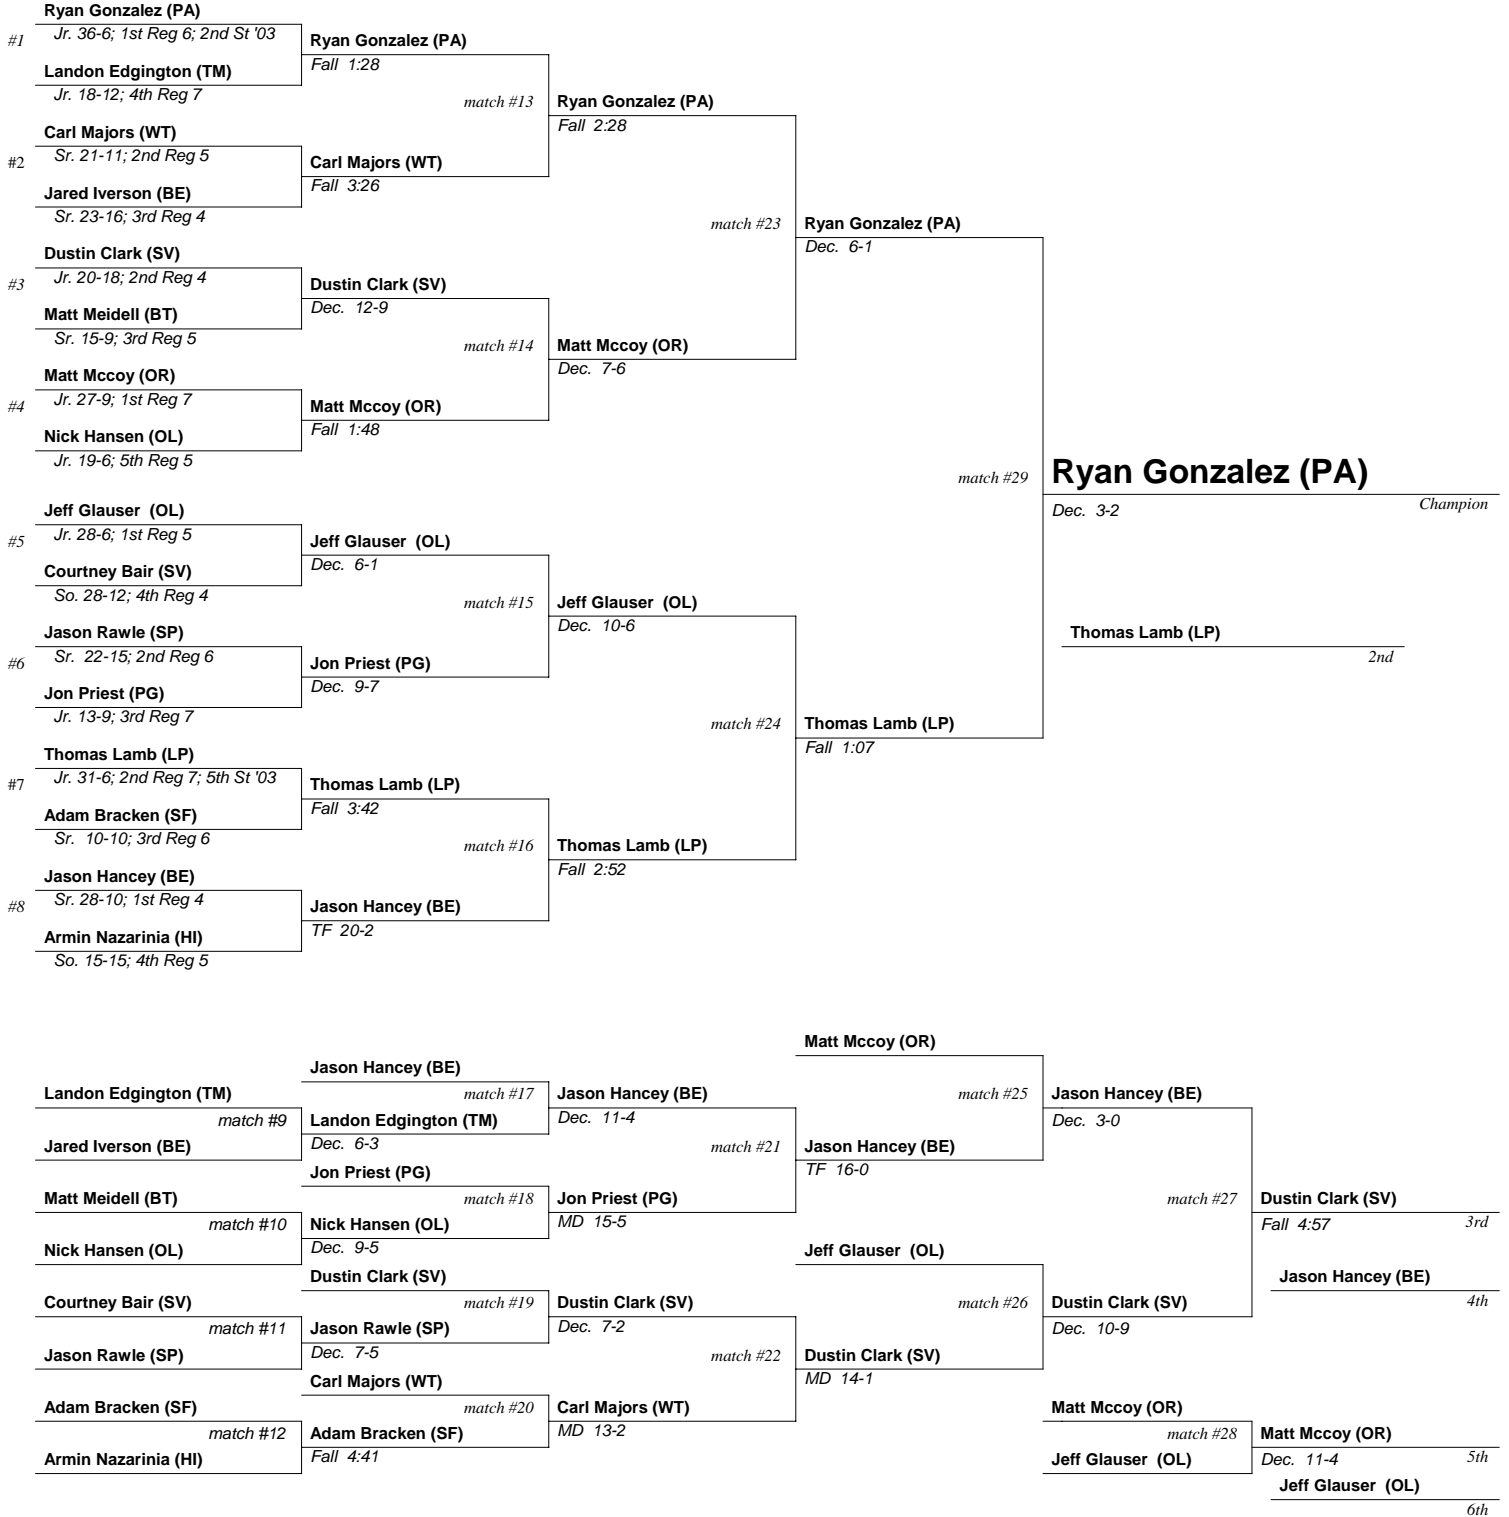 Ryan Gonzalez (PA)
#1 Jr. 36-6; 1st Reg 6; 2nd St '03
Landon Edgington (TM)
Jr. 18-12; 4th Reg 7
Carl Majors (WT)
#2 Sr. 21-11; 2nd Reg 5
Jared Iverson (BE)
Sr. 23-16; 3rd Reg 4
Dustin Clark (SV)
#3 Jr. 20-18; 2nd Reg 4
Matt Meidell (BT)
Sr. 15-9; 3rd Reg 5
Matt Mccoy (OR)
#4 Jr. 27-9; 1st Reg 7
Nick Hansen (OL)
Jr. 19-6; 5th Reg 5
Jeff Glauser (OL)
#5 Jr. 28-6; 1st Reg 5
Courtney Bair (SV)
So. 28-12; 4th Reg 4
Jason Rawle (SP)
#6 Sr. 22-15; 2nd Reg 6
Jon Priest (PG)
Jr. 13-9; 3rd Reg 7
Thomas Lamb (LP)
#7 Jr. 31-6; 2nd Reg 7; 5th St '03
Adam Bracken (SF)
Sr. 10-10; 3rd Reg 6
Jason Hancey (BE)
#8 Sr. 28-10; 1st Reg 4
Armin Nazarinia (HI)
So. 15-15; 4th Reg 5
Ryan Gonzalez (PA)
Fall 1:28
match #13
Carl Majors (WT)
Fall 3:26
Dustin Clark (SV)
Dec. 12-9
match #14
Matt Mccoy (OR)
Fall 1:48
Jeff Glauser (OL)
Dec. 6-1
match #15
Jon Priest (PG)
Dec. 9-7
Thomas Lamb (LP)
Fall 3:42
match #16
Jason Hancey (BE)
TF 20-2
Ryan Gonzalez (PA)
Fall 2:28
match #23
Matt Mccoy (OR)
Dec. 7-6
Jeff Glauser (OL)
Dec. 10-6
match #24
Thomas Lamb (LP)
Fall 2:52
Ryan Gonzalez (PA)
Dec. 6-1
match #29
Thomas Lamb (LP)
Fall 1:07
Ryan Gonzalez (PA)
Dec. 3-2
Champion
Thomas Lamb (LP)
2nd
Landon Edgington (TM)
match #9
Jared Iverson (BE)
Matt Meidell (BT)
match #10
Nick Hansen (OL)
Courtney Bair (SV)
match #11
Jason Rawle (SP)
Adam Bracken (SF)
match #12
Armin Nazarinia (HI)
Jason Hancey (BE)
match #17
Landon Edgington (TM)
Dec. 6-3
Jon Priest (PG)
match #18
Nick Hansen (OL)
Dec. 9-5
Dustin Clark (SV)
match #19
Jason Rawle (SP)
Dec. 7-5
Carl Majors (WT)
match #20
Adam Bracken (SF)
Fall 4:41
Jason Hancey (BE)
Dec. 11-4
match #21
Jon Priest (PG)
MD 15-5
Dustin Clark (SV)
Dec. 7-2
match #22
Carl Majors (WT)
MD 13-2
Matt Mccoy (OR)
match #25
Jason Hancey (BE)
TF 16-0
Jeff Glauser (OL)
match #26
Dustin Clark (SV)
MD 14-1
Jason Hancey (BE)
Dec. 3-0
match #27
Dustin Clark (SV)
Dec. 10-9
Dustin Clark (SV)
Fall 4:57
3rd
Jason Hancey (BE)
4th
Matt Mccoy (OR)
match #28
Jeff Glauser (OL)
Matt Mccoy (OR)
Dec. 11-4
5th
Jeff Glauser (OL)
6th